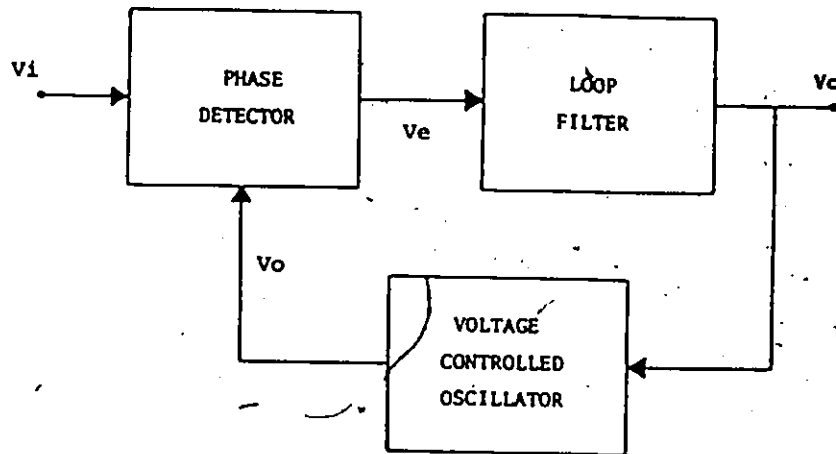 Vi
PHASE
DETECTOR
Ve
LOOP
FILTER
Vc
Vo
VOLTAGE
CONTROLLED
OSCILLATOR